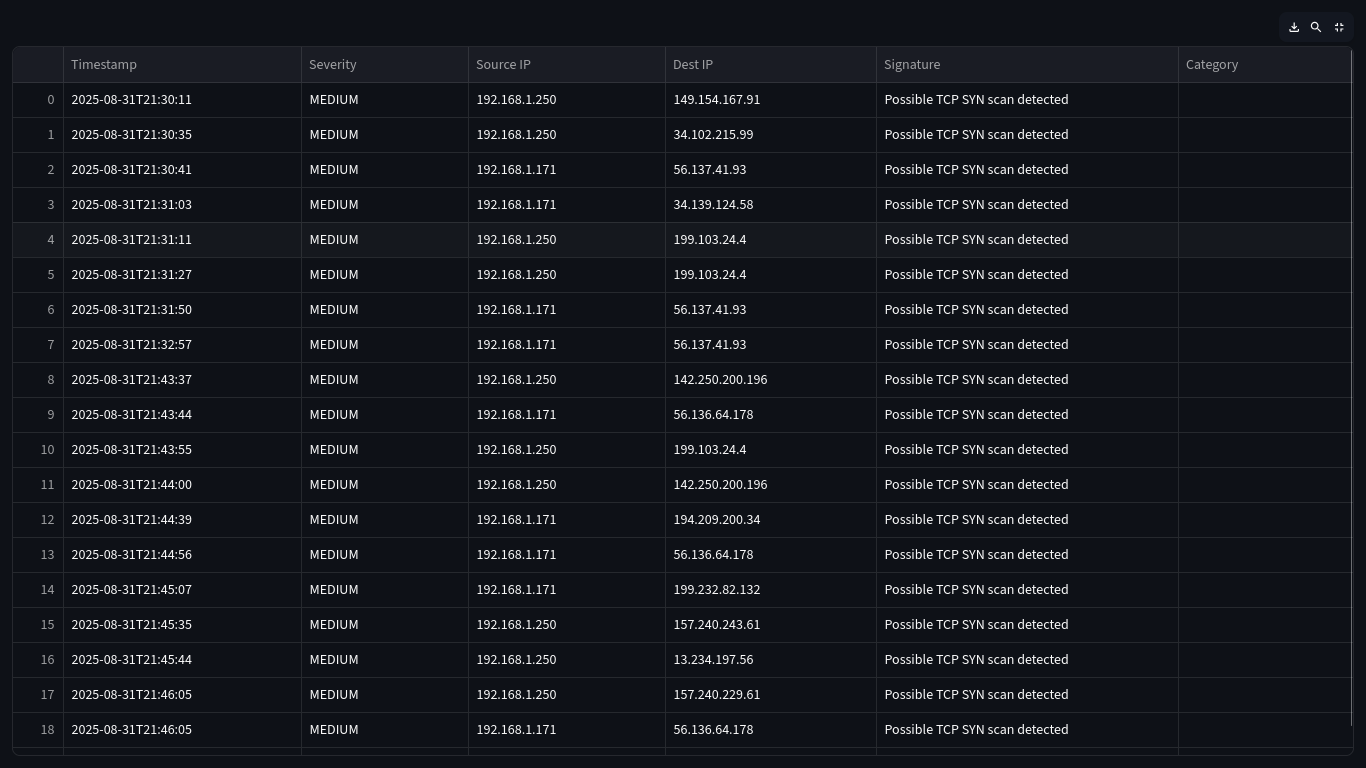 Timestamp Severity Source IP Dest IP Signature Category
0 2025-08-31T21:30:11 MEDIUM 192.168.1.250 149.154.167.91 Possible TCP SYN scan detected
1 2025-08-31T21:30:35 MEDIUM 192.168.1.250 34.102.215.99 Possible TCP SYN scan detected
2 2025-08-31T21:30:41 MEDIUM 192.168.1.171 56.137.41.93 Possible TCP SYN scan detected
3 2025-08-31T21:31:03 MEDIUM 192.168.1.171 34.139.124.58 Possible TCP SYN scan detected
4 2025-08-31T21:31:11 MEDIUM 192.168.1.250 199.103.24.4 Possible TCP SYN scan detected
5 2025-08-31T21:31:27 MEDIUM 192.168.1.250 199.103.24.4 Possible TCP SYN scan detected
6 2025-08-31T21:31:50 MEDIUM 192.168.1.171 56.137.41.93 Possible TCP SYN scan detected
7 2025-08-31T21:32:57 MEDIUM 192.168.1.171 56.137.41.93 Possible TCP SYN scan detected
8 2025-08-31T21:43:37 MEDIUM 192.168.1.250 142.250.200.196 Possible TCP SYN scan detected
9 2025-08-31T21:43:44 MEDIUM 192.168.1.171 56.136.64.178 Possible TCP SYN scan detected
10 2025-08-31T21:43:55 MEDIUM 192.168.1.250 199.103.24.4 Possible TCP SYN scan detected
11 2025-08-31T21:44:00 MEDIUM 192.168.1.250 142.250.200.196 Possible TCP SYN scan detected
12 2025-08-31T21:44:39 MEDIUM 192.168.1.171 194.209.200.34 Possible TCP SYN scan detected
13 2025-08-31T21:44:56 MEDIUM 192.168.1.171 56.136.64.178 Possible TCP SYN scan detected
14 2025-08-31T21:45:07 MEDIUM 192.168.1.171 199.232.82.132 Possible TCP SYN scan detected
15 2025-08-31T21:45:35 MEDIUM 192.168.1.250 157.240.243.61 Possible TCP SYN scan detected
16 2025-08-31T21:45:44 MEDIUM 192.168.1.250 13.234.197.56 Possible TCP SYN scan detected
17 2025-08-31T21:46:05 MEDIUM 192.168.1.250 157.240.229.61 Possible TCP SYN scan detected
18 2025-08-31T21:46:05 MEDIUM 192.168.1.171 56.136.64.178 Possible TCP SYN scan detected